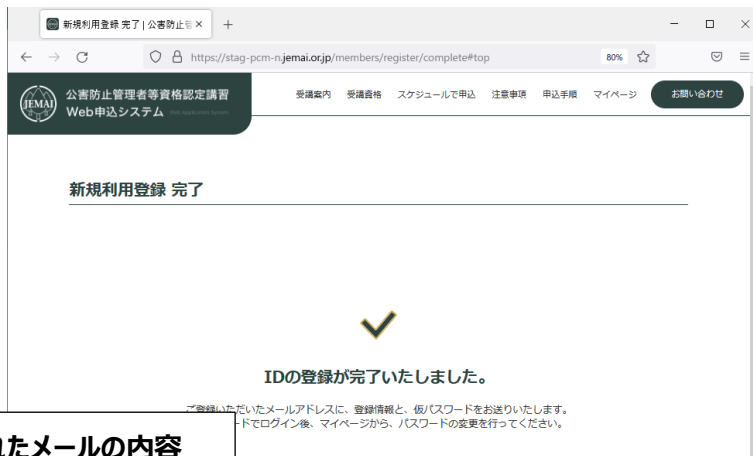 新規利用登録 完了 | 公害防止管
https://stag-pcm-n.jemai.or.jp/members/register/complete#top
80%
JEMAI
公害防止管理者等資格認定講習
Web申込システム Web Application System
受講案内 受講資格 スケジュールで申込 注意事項 申込手順 マイページ お問い合わせ
新規利用登録 完了
IDの登録が完了いたしました。
ご登録いただいたメールアドレスに、登録情報と、仮パスワードをお送りいたします。
ードでログイン後、マイページから、パスワードの変更を行ってください。
れたメールの内容